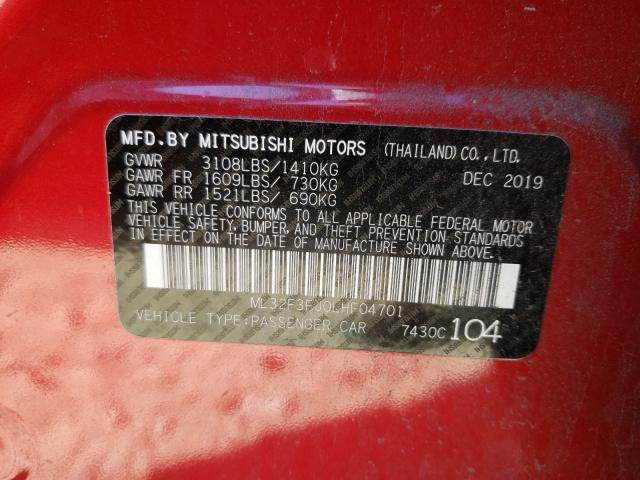 MFD.BY MITSUBISHI MOTORS (THAILAND)CO.,LTD.
GVWR 3108LBS/1410KG DEC 2019
GAWR FR 1609LBS/ 730KG
GAWR RR 1521LBS/ 690KG
THIS VEHICLE CONFORMS TO ALL APPLICABLE FEDERAL MOTOR
VEHICLE SAFETY,BUMPER,AND THEFT PREVENTION STANDARDS
IN EFFECT ON THE DATE OF MANUFACTURE SHOWN ABOVE.
ML32F3FJ0LHF04701
VEHICLE TYPE:PASSENGER CAR 7430C 104